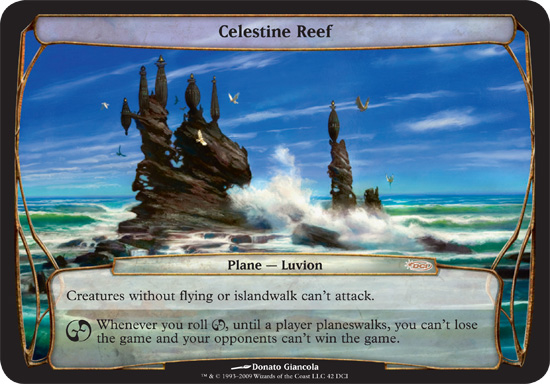 Celestine Reef
Plane — Luvion
DCI
Creatures without flying or islandwalk can't attack.
Whenever you roll , until a player planeswalks, you can't lose
the game and your opponents can't win the game.
Donato Giancola
™ & © 1993–2009 Wizards of the Coast LLC 42 DCI